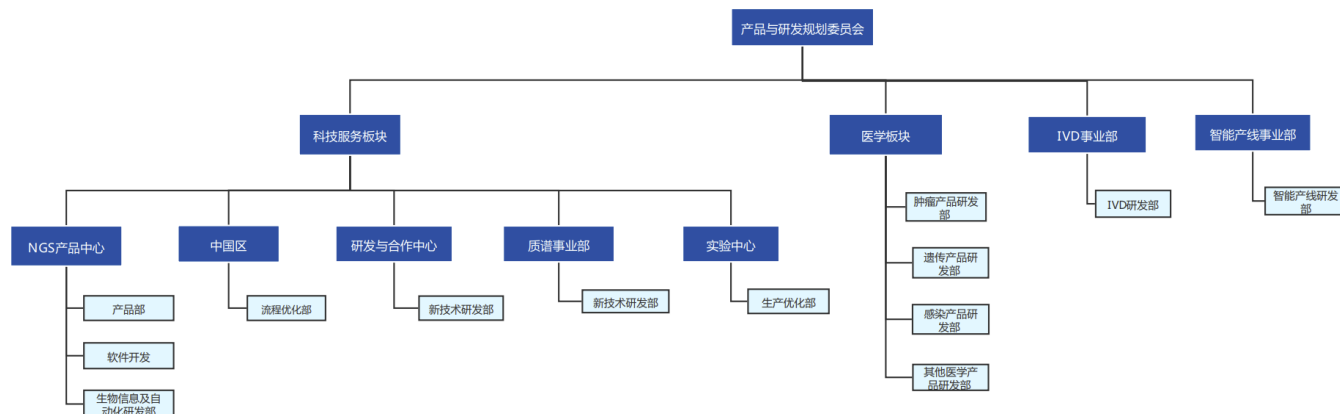 产品与研发规划委员会
科技服务板块
医学板块
IVD事业部
智能产线事业部
肿瘤产品研发
部
IVD研发部
智能产线研发
部
NGS产品中心
中国区
研发与合作中心
质谱事业部
实验中心
遗传产品研
发部
产品部
流程优化部
新技术研发部
新技术研发部
生产优化部
感染产品研
发部
软件开发
其他医学产
品研发部
生物信息及自
动化研发部